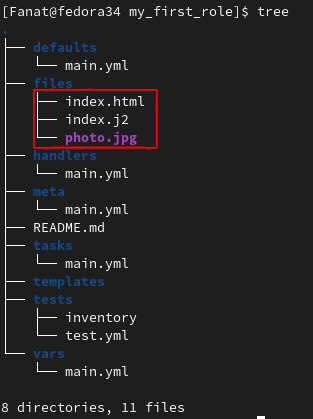 [Fanat@fedora34 my_first_role]$ tree
.
├── defaults
│   └── main.yml
├── files
│   ├── index.html
│   ├── index.j2
│   └── photo.jpg
├── handlers
│   └── main.yml
├── meta
│   └── main.yml
├── README.md
├── tasks
│   └── main.yml
├── templates
├── tests
│   ├── inventory
│   └── test.yml
└── vars
    └── main.yml

8 directories, 11 files